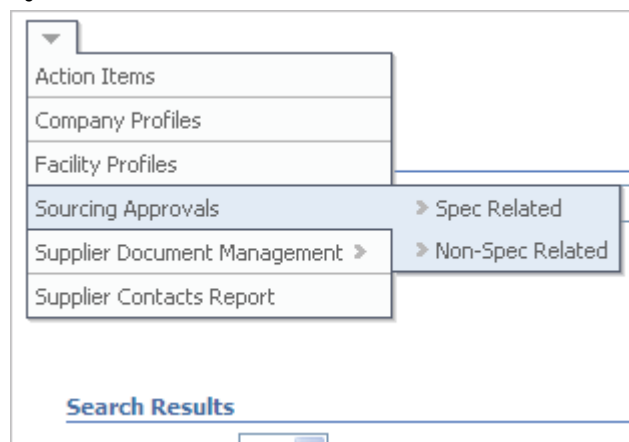 Action Items
Company Profiles
Facility Profiles
Sourcing Approvals
Spec Related
Supplier Document Management
Non-Spec Related
Supplier Contacts Report
Search Results